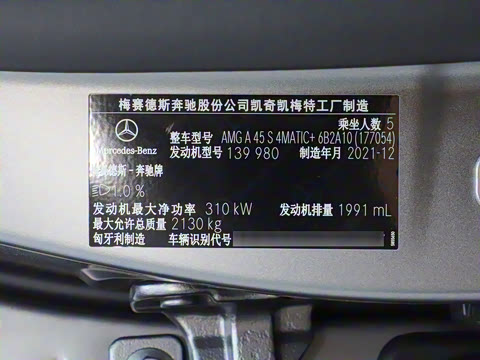 梅赛德斯奔驰股份公司凯奇凯梅特工厂制造
乘坐人数 5
整车型号 AMG A 45 S 4MATIC+ 6B2A10(177054)
Mercedes-Benz 发动机型号 139 980 制造年月 2021-12
梅赛德斯－奔驰牌
1.0 %
发动机最大净功率 310 kW 发动机排量 1991 mL
最大允许总质量 2130 kg
匈牙利制造 车辆识别代号